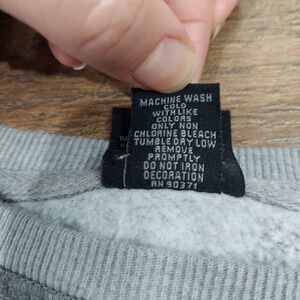 MACHINE WASH
COLD
WITH LIKE
COLORS
ONLY NON
CHLORINE BLEACH
TUMBLE DRY LOW
REMOVE
PROMPTLY
DO NOT IRON
DECORATION
RN 90371